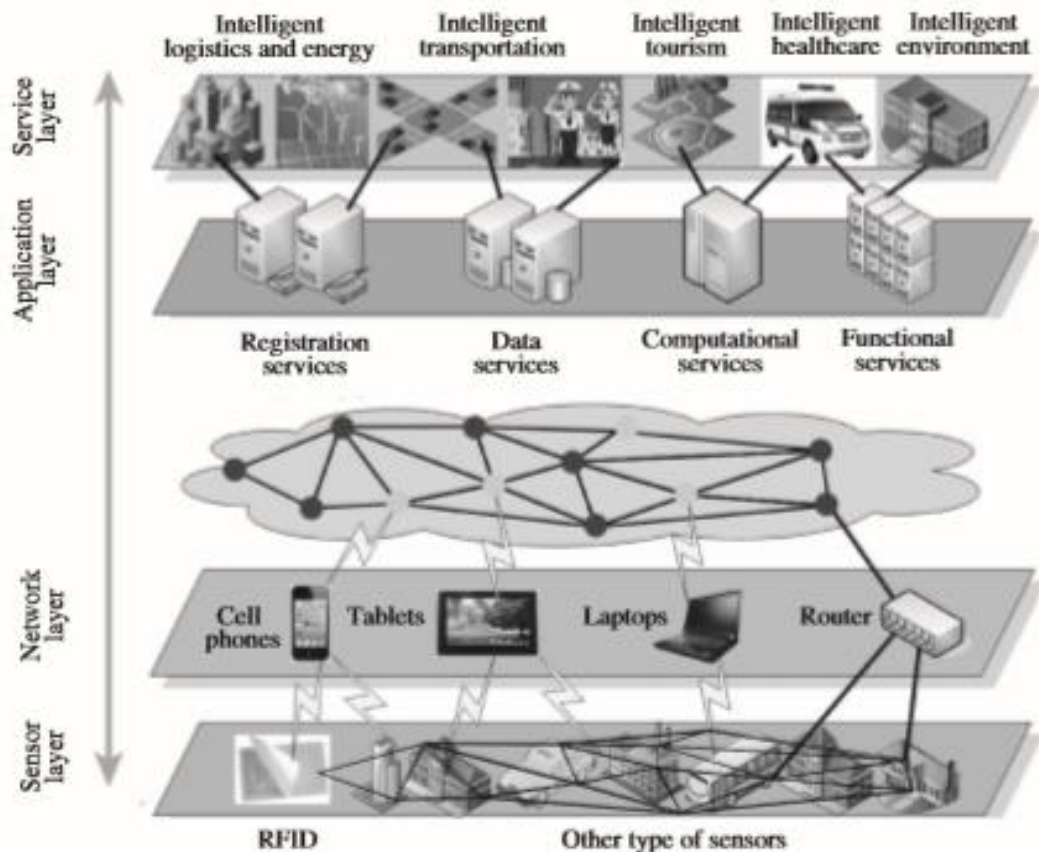 Intelligent
logistics and energy
Intelligent
transportation
Intelligent
tourism
Intelligent
healthcare
Intelligent
environment
Service
layer
Application
layer
Registration
services
Data
services
Computational
services
Functional
services
Network
layer
Cell
phones
Tablets
Laptops
Router
Sensor
layer
RFID
Other type of sensors